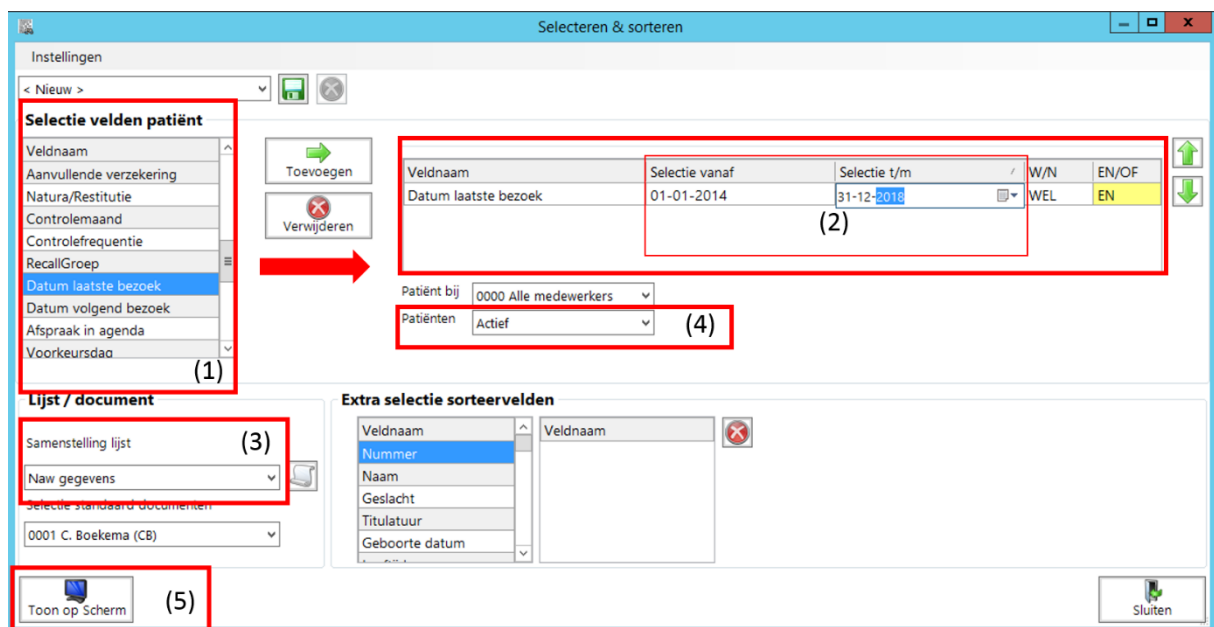 Selecteren & sorteren
Instellingen
< Nieuw >
Selectie velden patiënt
Veldnaam
Aanvullende verzekering
Natura/Restitutie
Controlemaand
Controlefrequentie
RecallGroep
Datum laatste bezoek
Datum volgend bezoek
Afspraak in agenda
Voorkeursdag
(1)
Toevoegen
Verwijderen
Veldnaam Selectie vanaf Selectie t/m W/N EN/OF
Datum laatste bezoek 01-01-2014 31-12-2018 WEL EN
(2)
Patiënt bij 0000 Alle medewerkers
Patiënten Actief (4)
Lijst / document
Samenstelling lijst (3)
Naw gegevens
Selectie standaard documenten
0001 C. Boekema (CB)
Extra selectie sorteervelden
Veldnaam Veldnaam
Nummer
Naam
Geslacht
Titulatuur
Geboorte datum
Toon op Scherm (5)
Sluiten